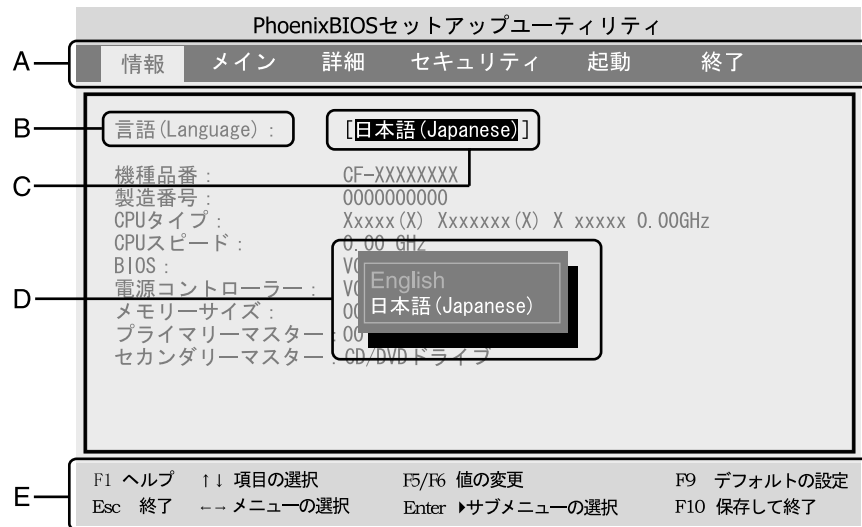 PhoenixBIOSセットアップユーティリティ
A
情報 メイン 詳細 セキュリティ 起動 終了
B
言語(Language) : [日本語(Japanese)]
C
機種品番 : CF-XXXXXXXX
製造番号 : 0000000000
CPUタイプ : Xxxxx(X) Xxxxxxx(X) X xxxxx 0.00GHz
CPUスピード : 0.00 GHz
BIOS : V
電源コントローラー : V
メモリーサイズ :
プライマリーマスター : 00
セカンダリーマスター : CD/DVDドライブ
D
English
日本語(Japanese)
E
F1 ヘルプ ↑↓ 項目の選択 F5/F6 値の変更 F9 デフォルトの設定
Esc 終了 ←→ メニューの選択 Enter ▶サブメニューの選択 F10 保存して終了